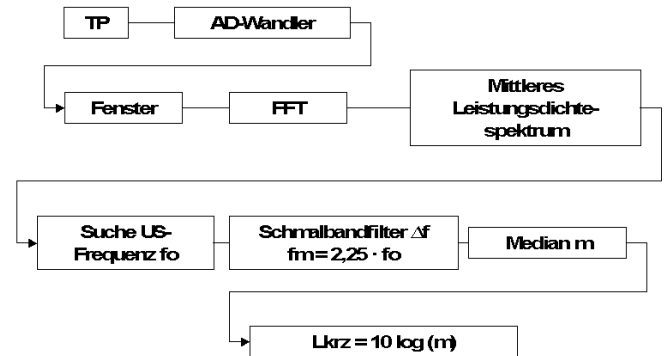 TP
AD-Wandler
Fenster
FFT
Mittleres
Leistungsdichte-
spektrum
Suche US-
Frequenz fo
Schmalbandfilter Δf
fm = 2,25 · fo
Median m
Lkrz = 10 log (m)